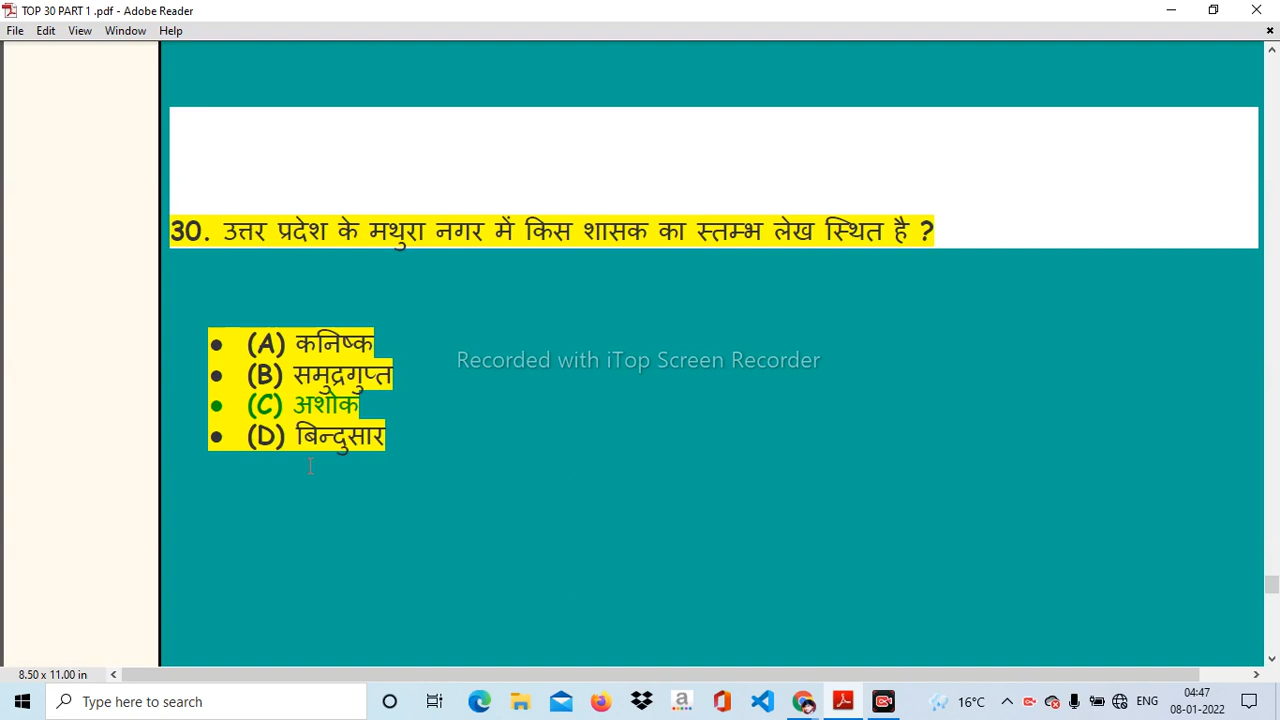 TOP 30 PART 1 .pdf - Adobe Reader
File Edit View Window Help
30. उत्तर प्रदेश के मथुरा नगर में किस शासक का स्तम्भ लेख स्थित है ?
(A) कनिष्क
Recorded with iTop Screen Recorder
(B) समुद्रगुप्त
(C) अशोक
(D) बिन्दुसार
8.50 x 11.00 in
Type here to search
16°C
ENG
04:47
08-01-2022